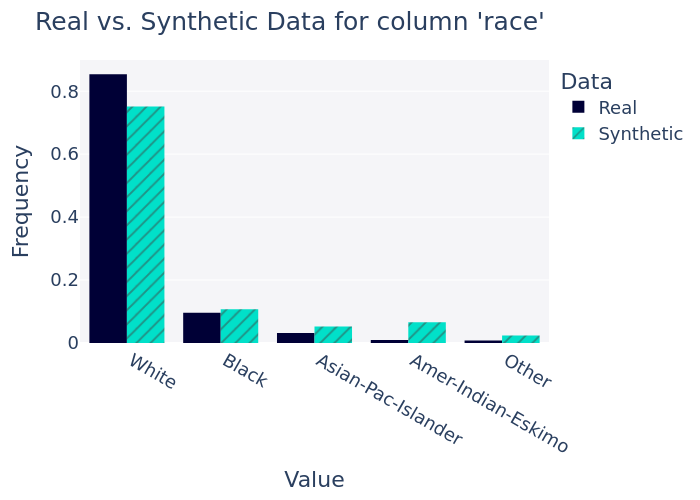 Real vs. Synthetic Data for column 'race'
Data
Real
Synthetic
Frequency
0.8
0.6
0.4
0.2
0
White
Black
Asian-Pac-Islander
Amer-Indian-Eskimo
Other
Value